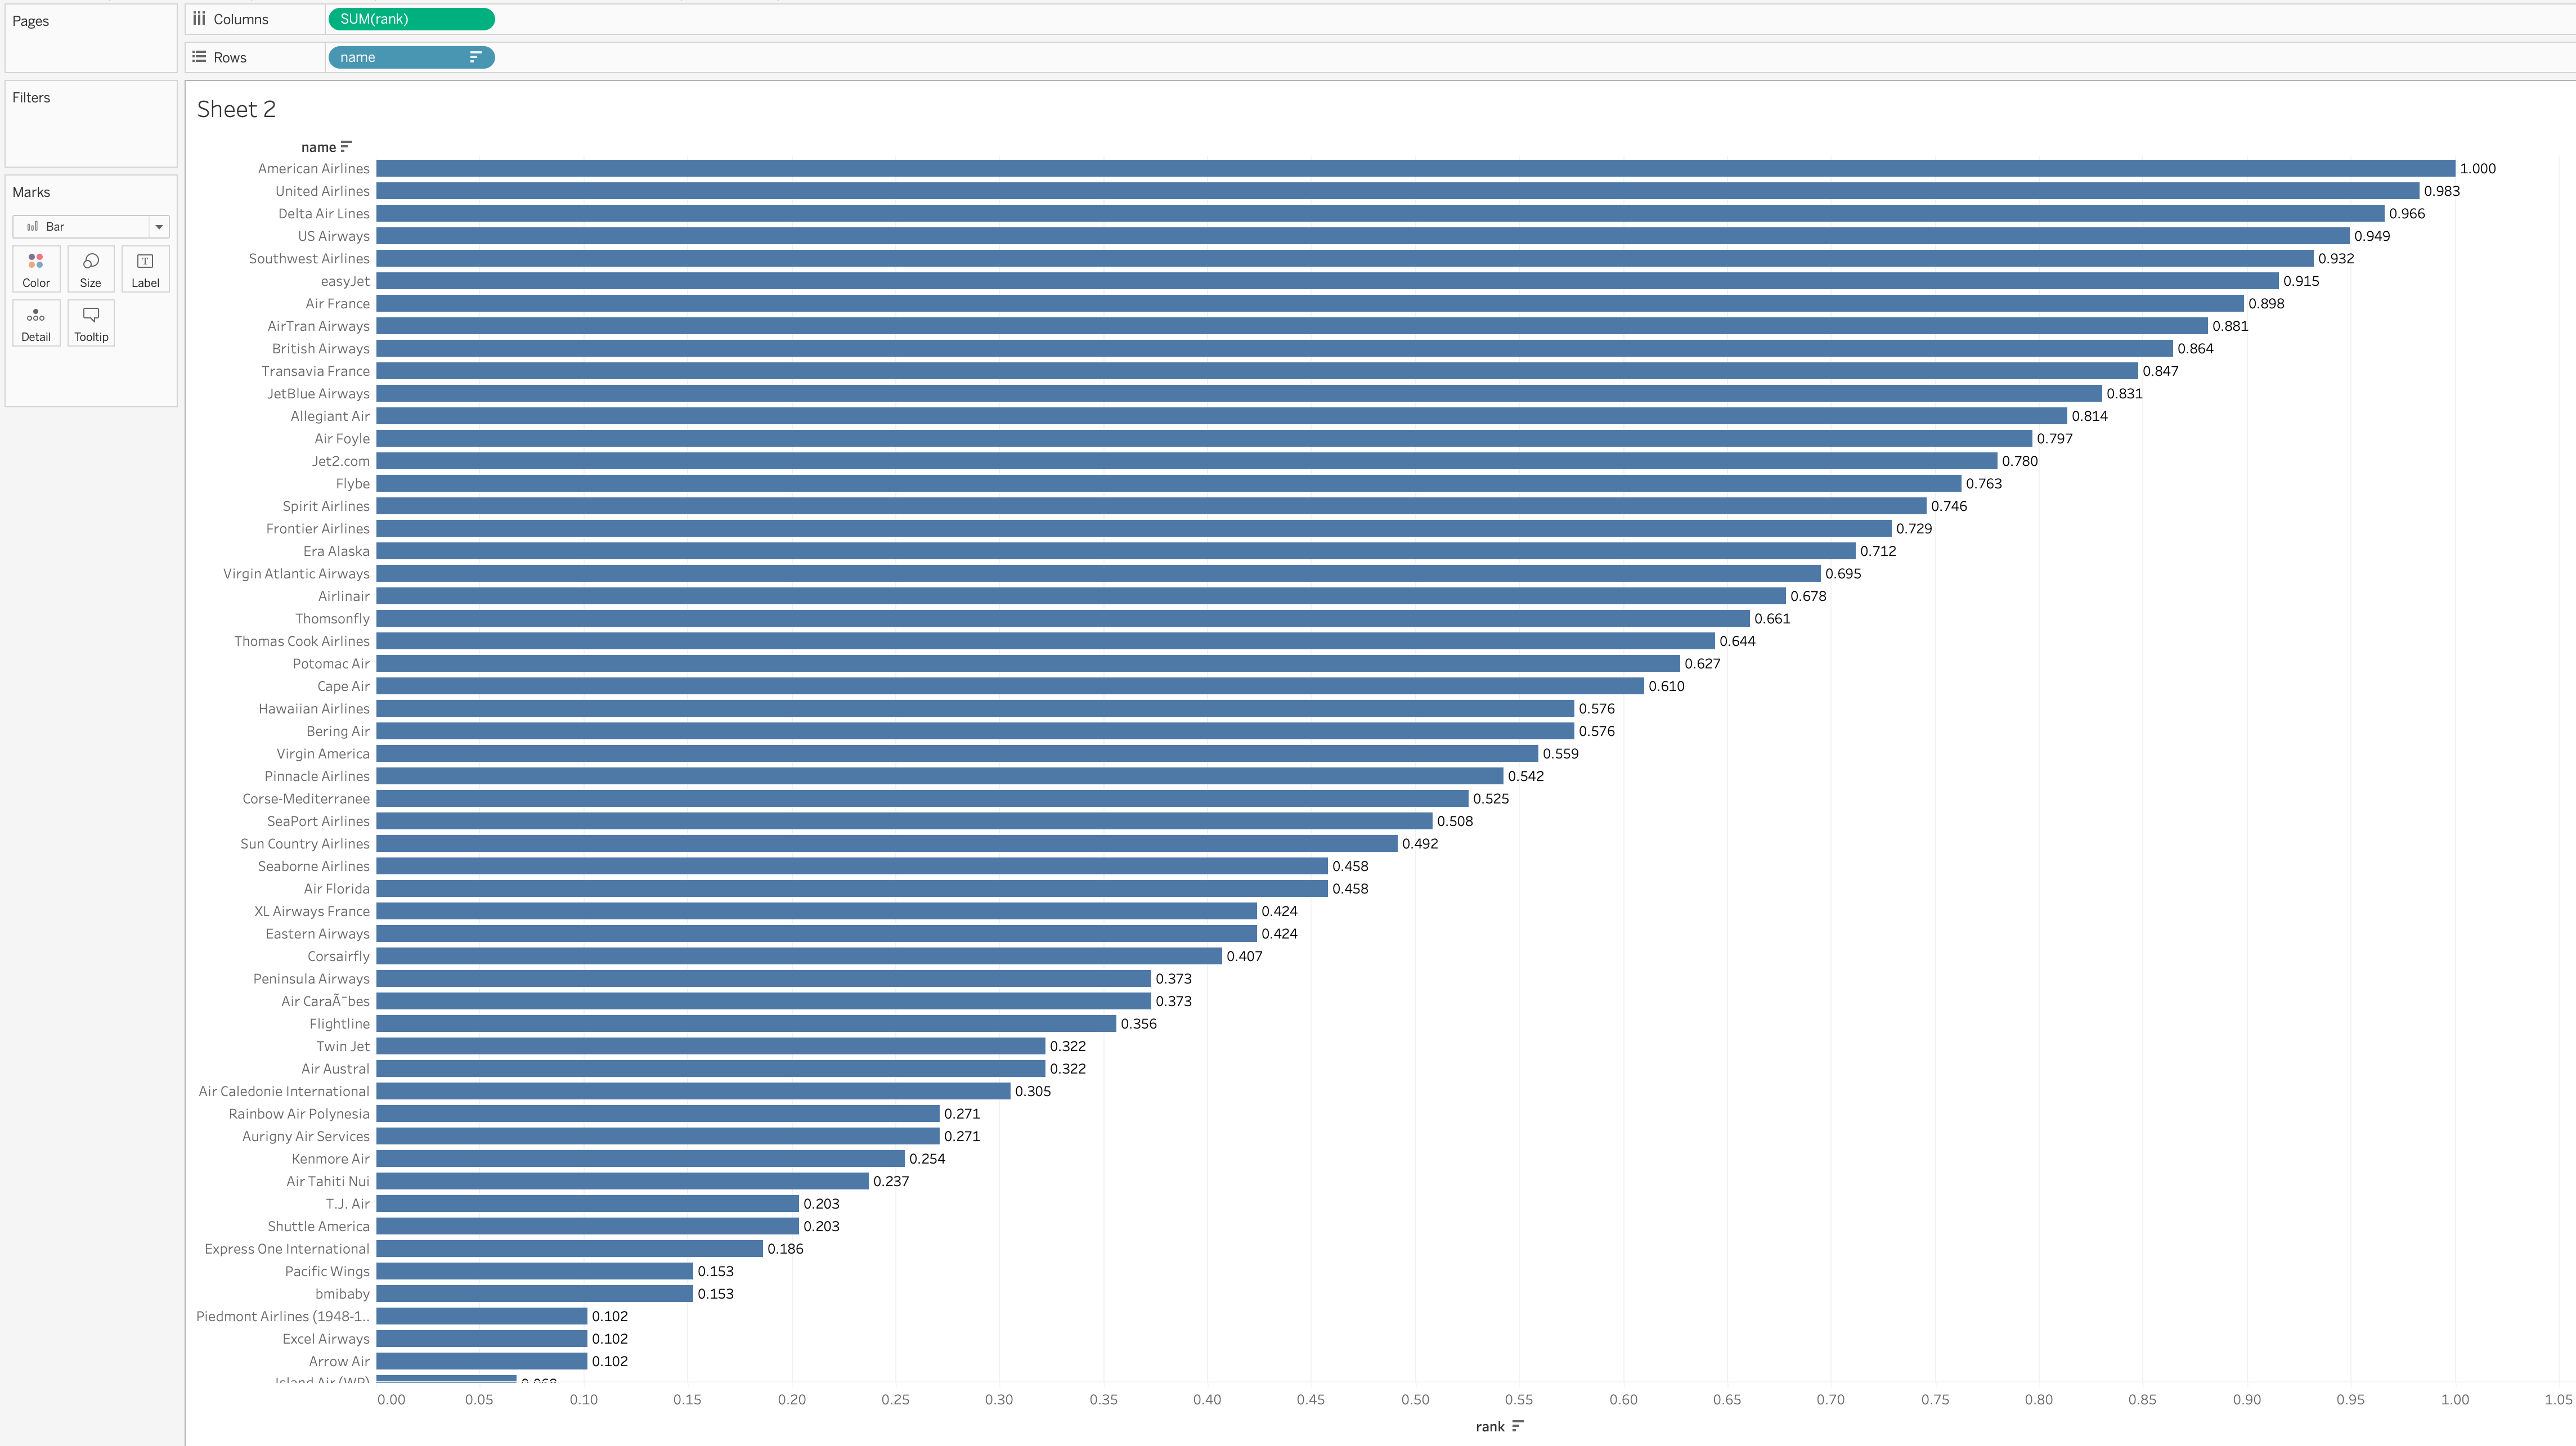 Pages
Columns
SUM(rank)
Rows
name
Filters
Marks
Bar
Color
Size
Label
Detail
Tooltip
Sheet 2
name
American Airlines 1.000
United Airlines 0.983
Delta Air Lines 0.966
US Airways 0.949
Southwest Airlines 0.932
easyJet 0.915
Air France 0.898
AirTran Airways 0.881
British Airways 0.864
Transavia France 0.847
JetBlue Airways 0.831
Allegiant Air 0.814
Air Foyle 0.797
Jet2.com 0.780
Flybe 0.763
Spirit Airlines 0.746
Frontier Airlines 0.729
Era Alaska 0.712
Virgin Atlantic Airways 0.695
Airlinair 0.678
Thomsonfly 0.661
Thomas Cook Airlines 0.644
Potomac Air 0.627
Cape Air 0.610
Hawaiian Airlines 0.576
Bering Air 0.576
Virgin America 0.559
Pinnacle Airlines 0.542
Corse-Mediterranee 0.525
SeaPort Airlines 0.508
Sun Country Airlines 0.492
Seaborne Airlines 0.458
Air Florida 0.458
XL Airways France 0.424
Eastern Airways 0.424
Corsairfly 0.407
Peninsula Airways 0.373
Air CaraÃ¯bes 0.373
Flightline 0.356
Twin Jet 0.322
Air Austral 0.322
Air Caledonie International 0.305
Rainbow Air Polynesia 0.271
Aurigny Air Services 0.271
Kenmore Air 0.254
Air Tahiti Nui 0.237
T.J. Air 0.203
Shuttle America 0.203
Express One International 0.186
Pacific Wings 0.153
bmibaby 0.153
Piedmont Airlines (1948-1.. 0.102
Excel Airways 0.102
Arrow Air 0.102
Island Air (WP) 0.068
0.00 0.05 0.10 0.15 0.20 0.25 0.30 0.35 0.40 0.45 0.50 0.55 0.60 0.65 0.70 0.75 0.80 0.85 0.90 0.95 1.00 1.05
rank